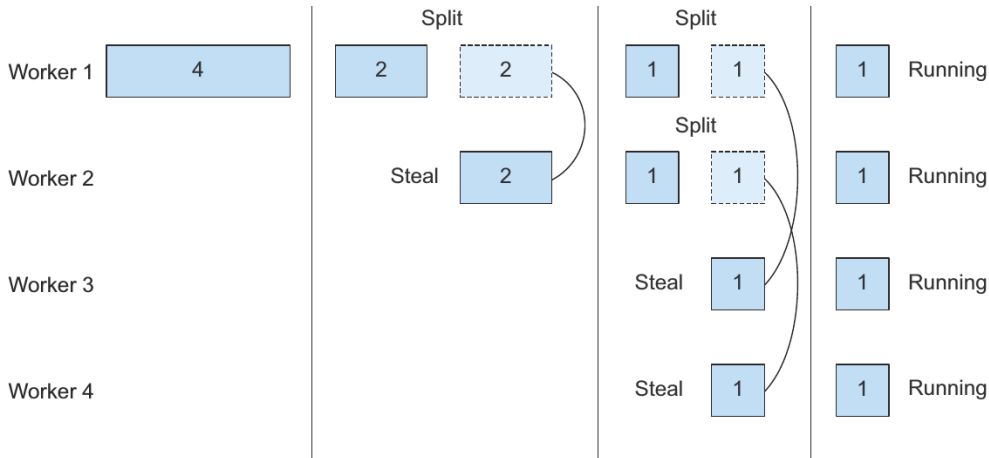 Split Split
Worker 1 4 2 2 1 1 1 Running
Split
Worker 2 Steal 2 1 1 1 Running
Worker 3 Steal 1 1 Running
Worker 4 Steal 1 1 Running